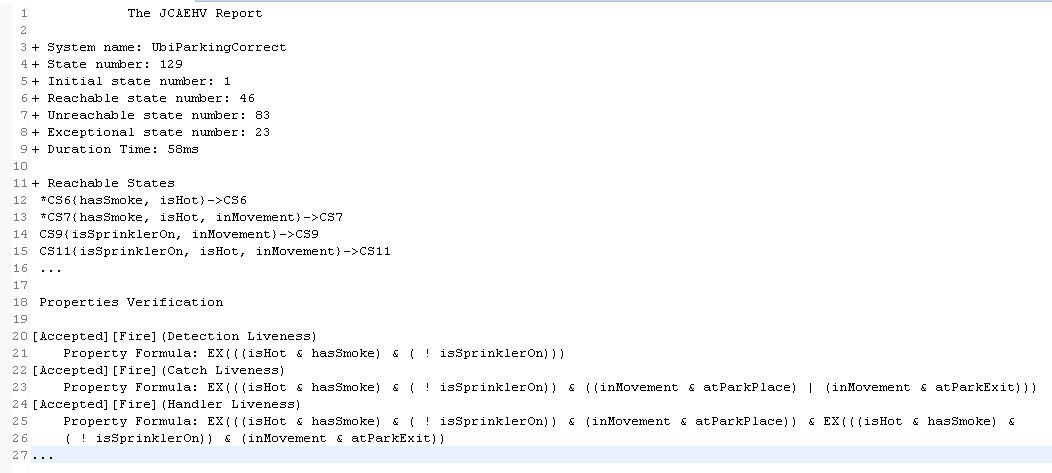 1 The JCAEHV Report
2
3 + System name: UbiParkingCorrect
4 + State number: 129
5 + Initial state number: 1
6 + Reachable state number: 46
7 + Unreachable state number: 83
8 + Exceptional state number: 23
9 + Duration Time: 58ms
10
11 + Reachable States
12 *CS6{hasSmoke, isHot}->CS6
13 *CS7{hasSmoke, isHot, inMovement}->CS7
14 CS9{isSprinklerOn, inMovement}->CS9
15 CS11{isSprinklerOn, isHot, inMovement}->CS11
16 ...
17
18 Properties Verification
19
20 [Accepted][Fire](Detection Liveness)
21 Property Formula: EX(((isHot & hasSmoke) & ( ! isSprinklerOn)))
22 [Accepted][Fire](Catch Liveness)
23 Property Formula: EX(((isHot & hasSmoke) & ( ! isSprinklerOn)) & ((inMovement & atParkPlace) | (inMovement & atParkExit)))
24 [Accepted][Fire](Handler Liveness)
25 Property Formula: EX(((isHot & hasSmoke) & ( ! isSprinklerOn)) & (inMovement & atParkPlace)) & EX(((isHot & hasSmoke) &
26 ( ! isSprinklerOn)) & (inMovement & atParkExit))
27 ...